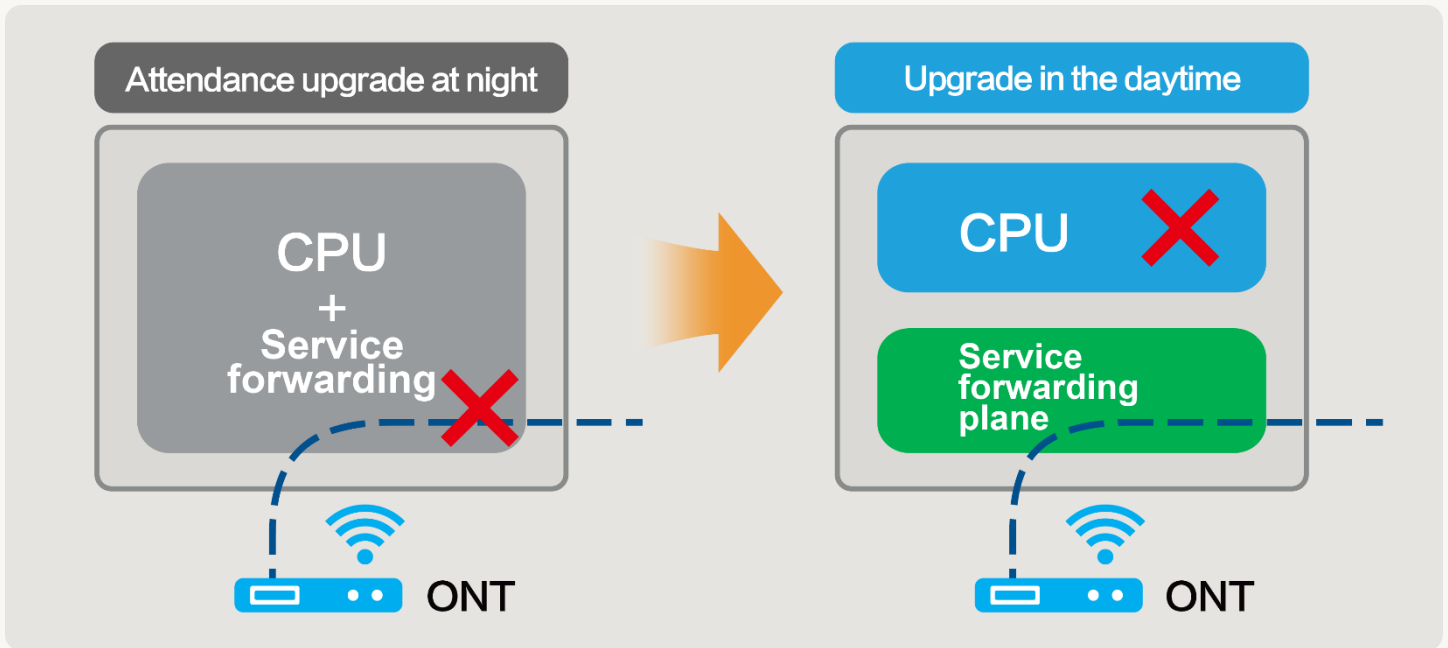 Attendance upgrade at night
CPU
+
Service
forwarding
ONT
Upgrade in the daytime
CPU
Service
forwarding
plane
ONT